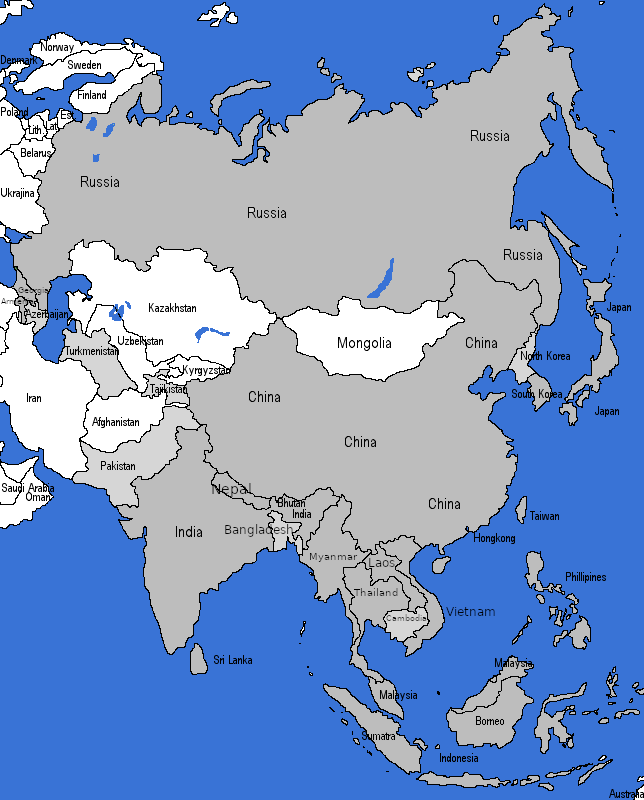 Norway
Denmark
Sweden
Finland
Poland
Es
Lat
Lith
Belarus
Russia
Russia
Ukrajina
Russia
Russia
Georgia
Armenia
Azerbaijan
Kazakhstan
Japan
Uzbekistan
Mongolia
China
Turkmenistan
North Korea
Kyrgyzstan
Tajikistan
South Korea
Iran
China
Japan
Afghanistan
China
Pakistan
Saudi Arabia
Oman
Nepal
Bhutan
India
China
Taiwan
India
Bangladesh
Hongkong
Myanmar
Laos
Phillipines
Thailand
Vietnam
Cambodia
Sri Lanka
Malaysia
Malaysia
Borneo
Sumatra
Indonesia
Australia